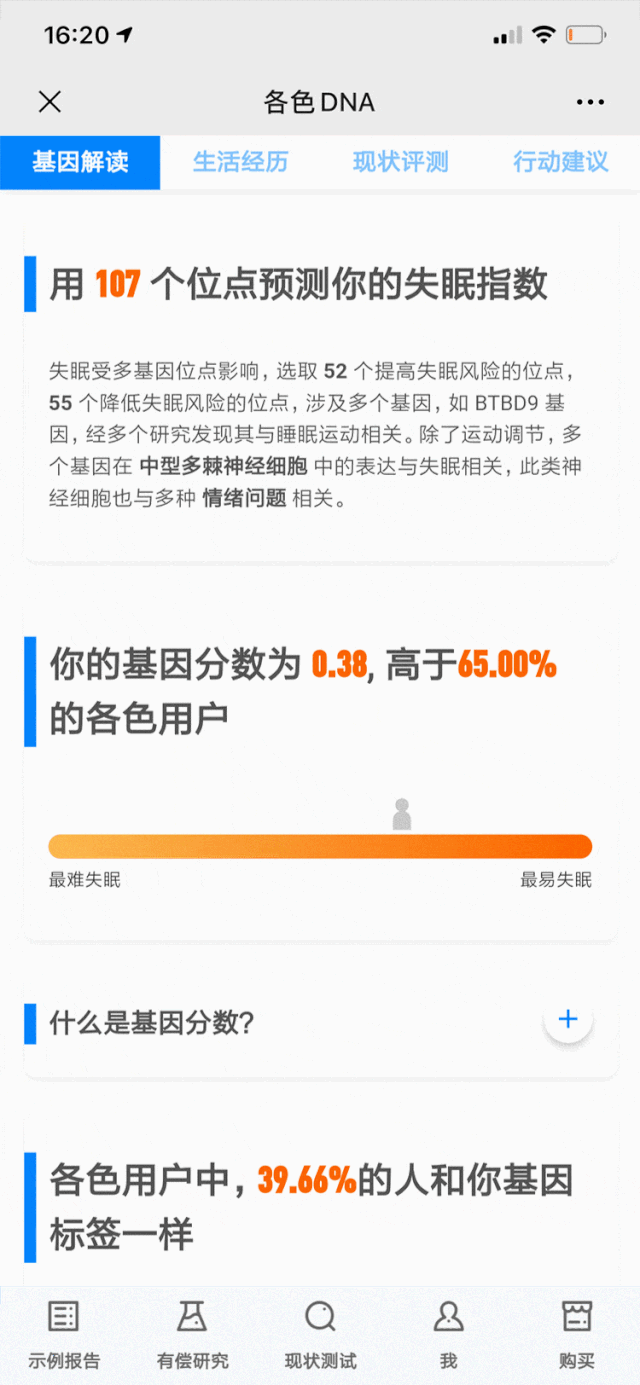 16:20
各色DNA
基因解读 生活经历 现状评测 行动建议
用 107 个位点预测你的失眠指数
失眠受多基因位点影响，选取 52 个提高失眠风险的位点，
55 个降低失眠风险的位点，涉及多个基因，如 BTBD9 基
因，经多个研究发现其与睡眠运动相关。除了运动调节，多
个基因在 中型多棘神经细胞 中的表达与失眠相关，此类神
经细胞也与多种 情绪问题 相关。
你的基因分数为 0.38, 高于65.00%
的各色用户
最难失眠 最易失眠
什么是基因分数?
各色用户中，39.66%的人和你基因
标签一样
示例报告 有偿研究 现状测试 我 购买